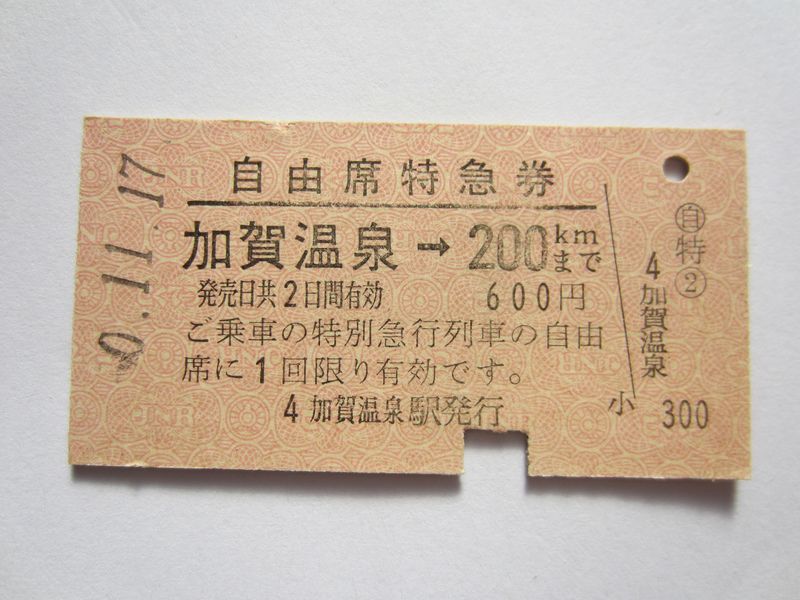 自由席特急券
加賀温泉→200kmまで
発売日共2日間有効 600円
ご乗車の特別急行列車の自由
席に1回限り有効です。
4 加賀温泉駅発行
0.11.17
㊀特②
4加賀温泉
小 300